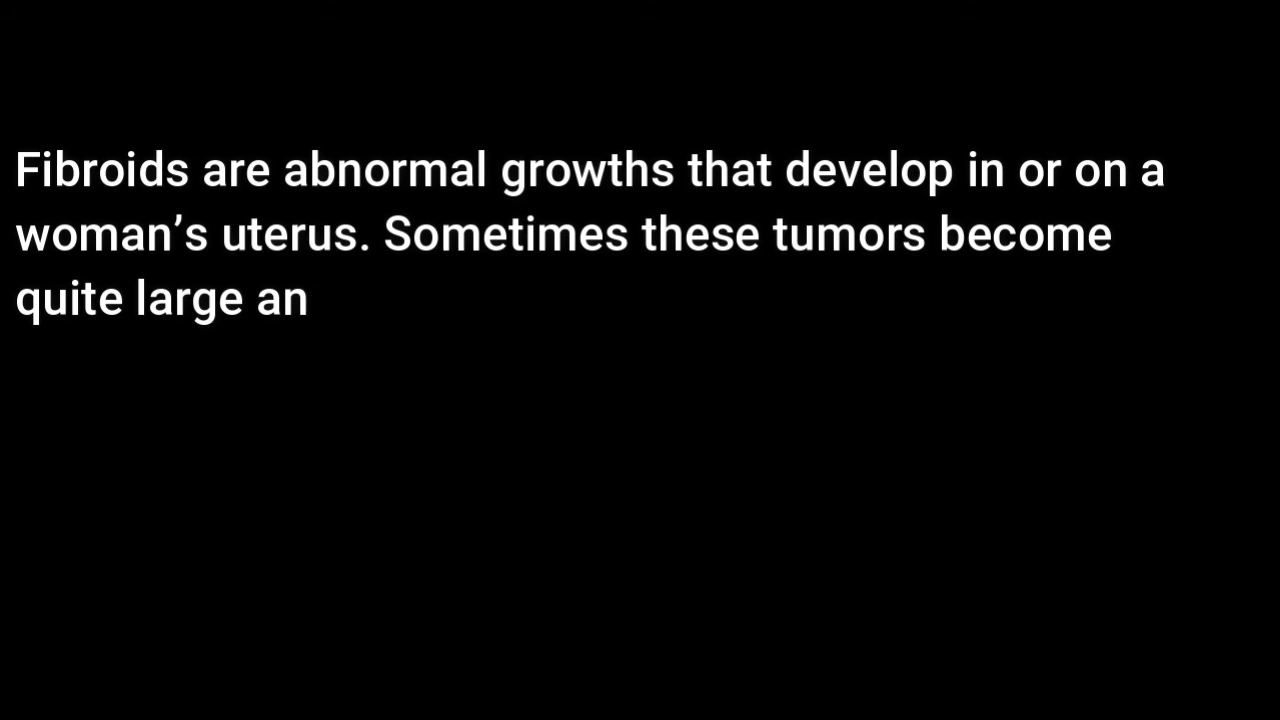 Fibroids are abnormal growths that develop in or on a
woman’s uterus. Sometimes these tumors become
quite large an